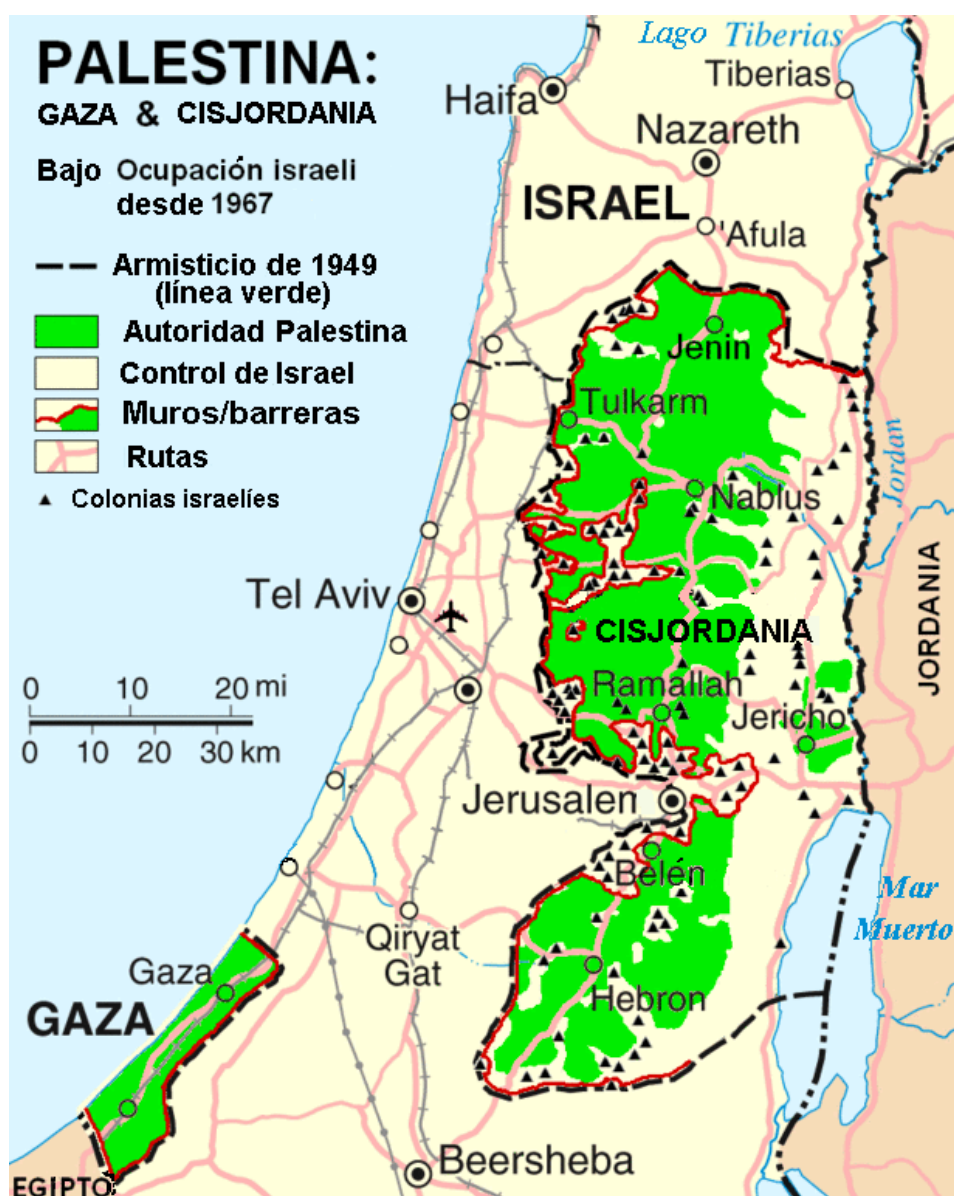 PALESTINA:
GAZA & CISJORDANIA
Bajo Ocupación israeli
desde 1967
Armisticio de 1949
(línea verde)
Autoridad Palestina
Control de Israel
Muros/barreras
Rutas
Colonias israelíes
Lago Tiberias
Tiberias
Haifa
Nazareth
ISRAEL
'Afula
Jenin
Tulkarm
Nablus
Jordan
Tel Aviv
CISJORDANIA
JORDANIA
0 10 20 mi
0 10 20 30 km
Ramallah
Jericho
Jerusalen
Belén
Mar
Muerto
Qiryat
Gat
Gaza
GAZA
Hebron
Beersheba
EGIPTO